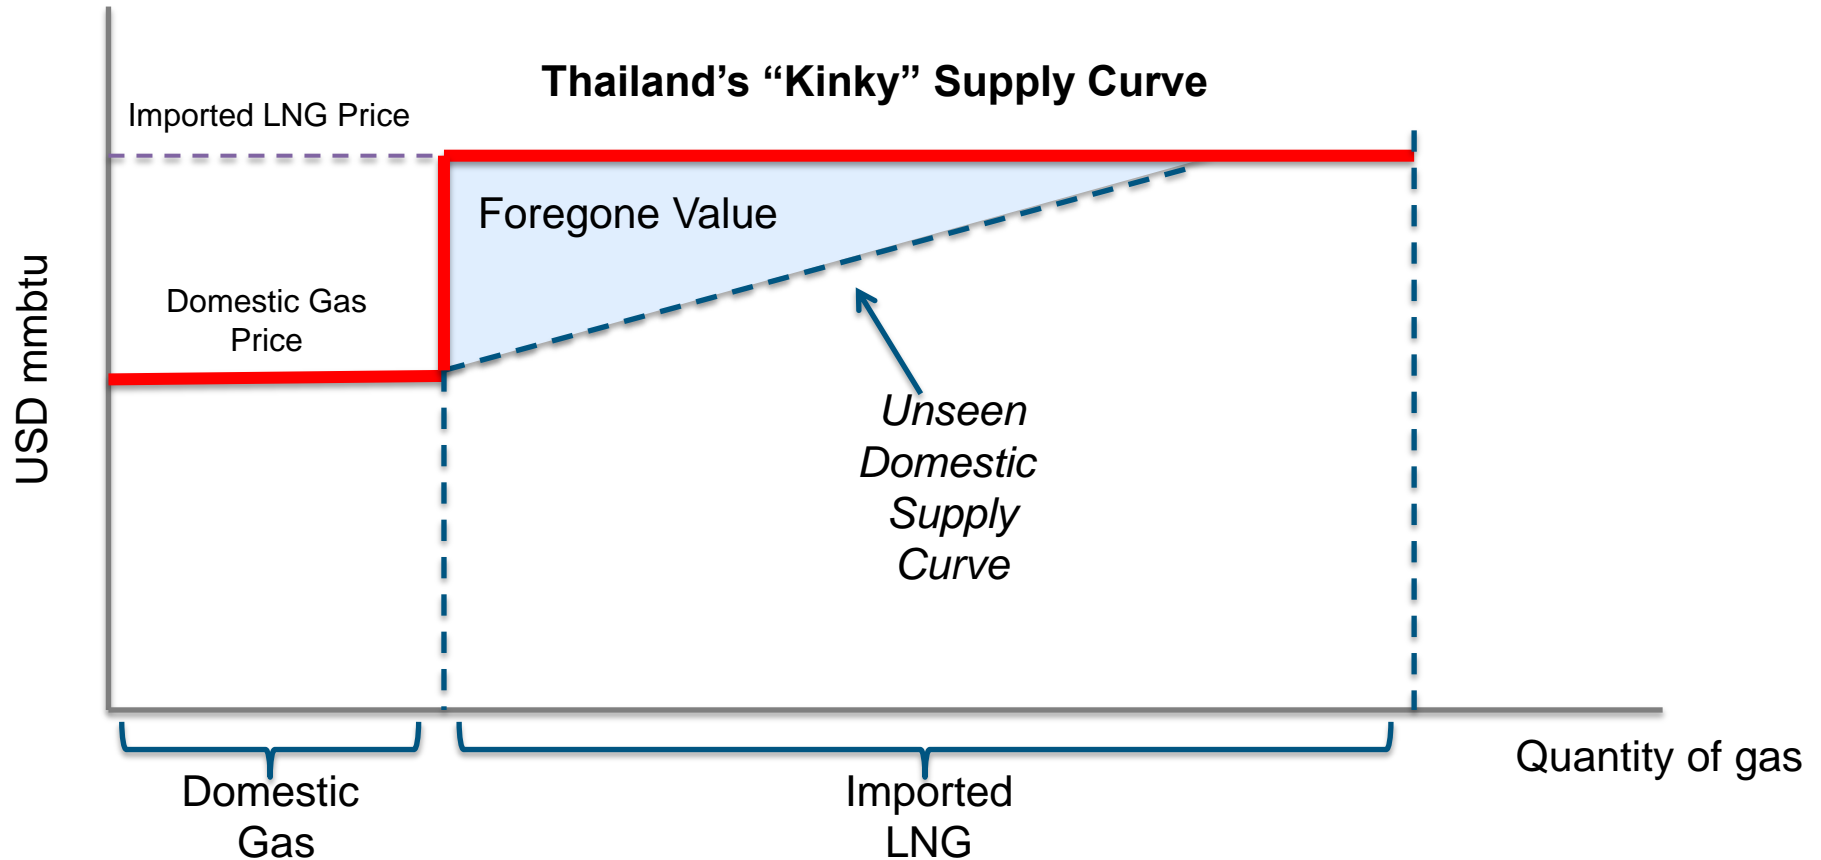 Thailand’s “Kinky” Supply Curve
Imported LNG Price
Foregone Value
Domestic Gas
Price
USD mmbtu
Unseen
Domestic
Supply
Curve
Quantity of gas
Domestic
Gas
Imported
LNG